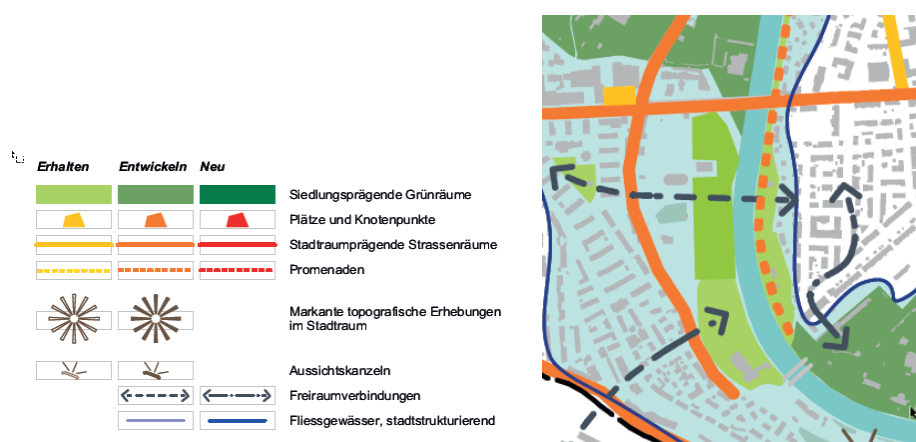 Erhalten Entwickeln Neu
Siedlungsprägende Grünräume
Plätze und Knotenpunkte
Stadtraumprägende Strassenräume
Promenaden
Markante topografische Erhebungen
im Stadtraum
Aussichtskanzeln
Freiraumverbindungen
Fliessgewässer, stadtstrukturierend